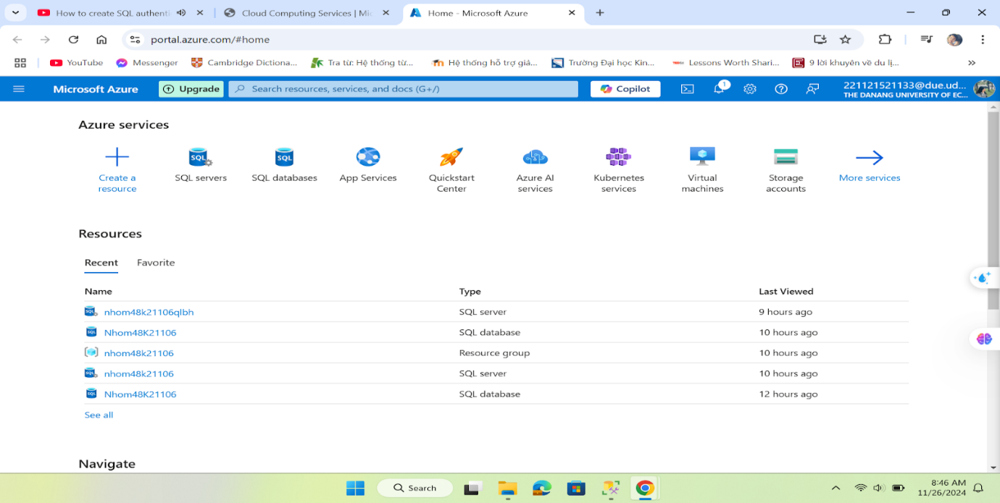 How to create SQL authenti
Cloud Computing Services | Mic
Home - Microsoft Azure
portal.azure.com/#home
YouTube
Messenger
Cambridge Dictiona...
Tra từ: Hệ thống từ...
Hệ thống hỗ trợ giả...
Trường Đại học Kin...
Lessons Worth Shari...
9 lời khuyên về du lị...
Microsoft Azure
Upgrade
Search resources, services, and docs (G+/)
Copilot
1
221121521133@due.ud...
THE DANANG UNIVERSITY OF EC...
Azure services
Create a
resource
SQL servers
SQL databases
App Services
Quickstart
Center
Azure AI
services
Kubernetes
services
Virtual
machines
Storage
accounts
More services
Resources
Recent
Favorite
Name Type Last Viewed
SQL nhom48k21106qlbh SQL server 9 hours ago
SQL Nhom48K21106 SQL database 10 hours ago
nhom48k21106 Resource group 10 hours ago
SQL nhom48k21106 SQL server 10 hours ago
SQL Nhom48K21106 SQL database 12 hours ago
See all
Navigate
Search
8:46 AM
11/26/2024